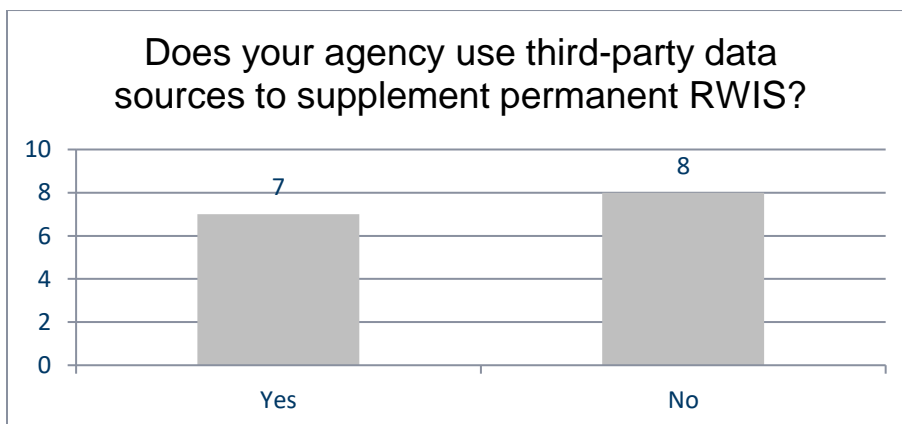 Does your agency use third-party data
sources to supplement permanent RWIS?
10
8
6
4
2
0
7
8
Yes
No